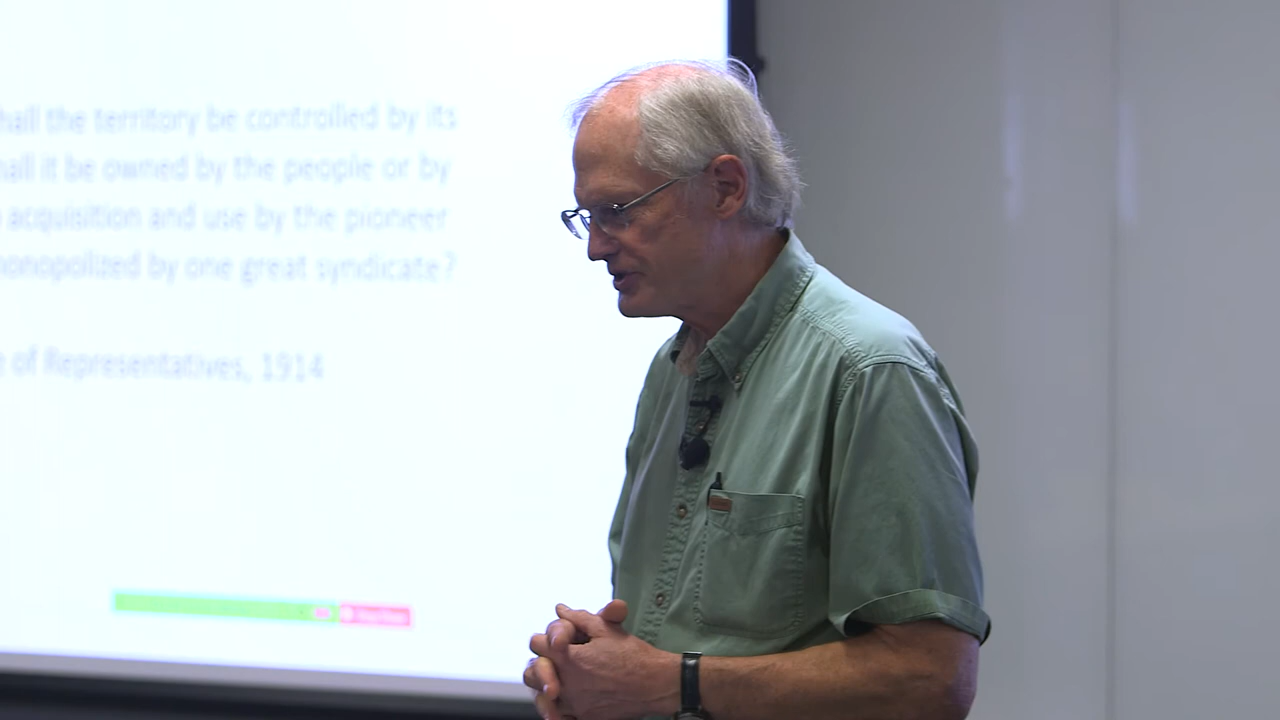 hall the territory be controlled by its
hall it be owned by the people or by
acquisition and use by the pioneer
monopolized by one great syndicate?
of Representatives, 1914